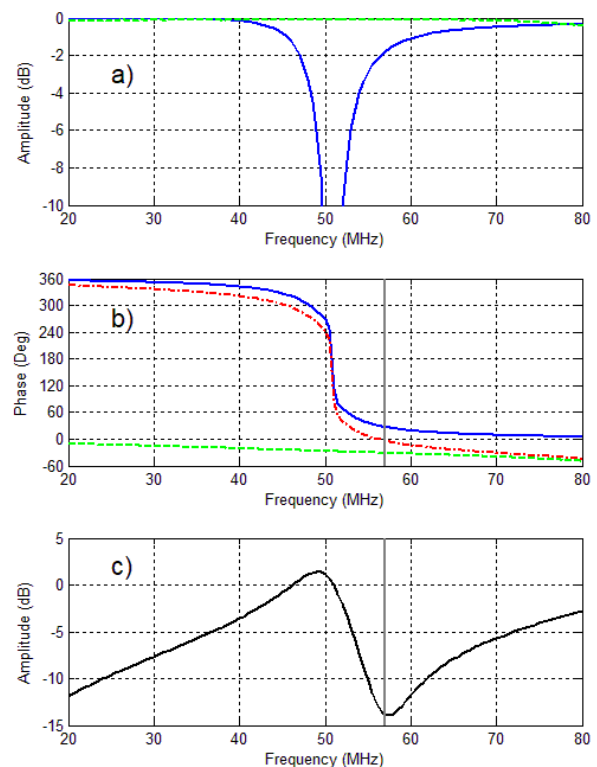 0
-2
-4
-6
-8
-10
Amplitude (dB)
a)
20 30 40 50 60 70 80
Frequency (MHz)
360
300
240
180
120
60
0
-60
Phase (Deg)
b)
20 30 40 50 60 70 80
Frequency (MHz)
5
0
-5
-10
-15
Amplitude (dB)
c)
20 30 40 50 60 70 80
Frequency (MHz)